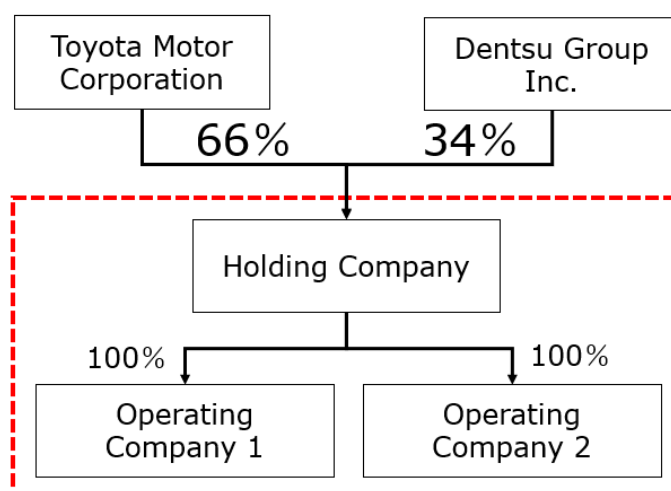 Toyota Motor
Corporation
Dentsu Group
Inc.
66%
34%
Holding Company
100%
100%
Operating
Company 1
Operating
Company 2